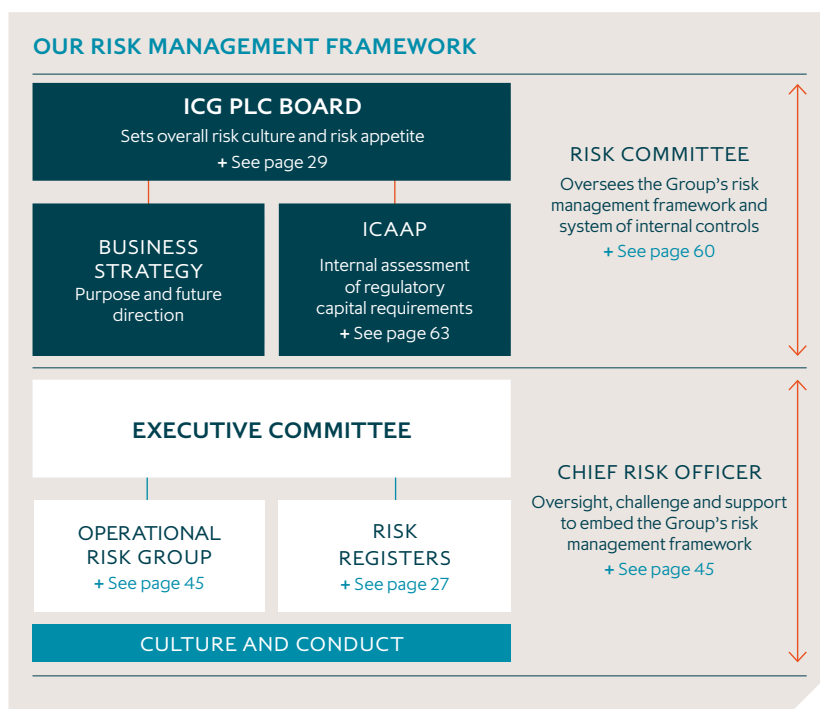 OUR RISK MANAGEMENT FRAMEWORK
ICG PLC BOARD
Sets overall risk culture and risk appetite
+ See page 29
BUSINESS
STRATEGY
Purpose and future
direction
ICAAP
Internal assessment
of regulatory
capital requirements
+ See page 63
RISK COMMITTEE
Oversees the Group's risk
management framework and
system of internal controls
+ See page 60
EXECUTIVE COMMITTEE
OPERATIONAL
RISK GROUP
+ See page 45
RISK
REGISTERS
+ See page 27
CULTURE AND CONDUCT
CHIEF RISK OFFICER
Oversight, challenge and support
to embed the Group's risk
management framework
+ See page 45